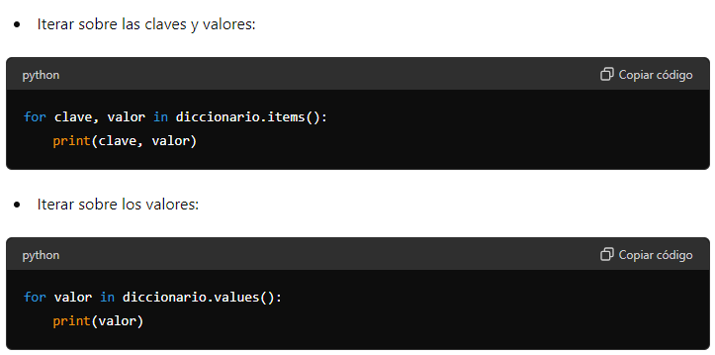 Iterar sobre las claves y valores:
python
Copiar código
for clave, valor in diccionario.items():
    print(clave, valor)
Iterar sobre los valores:
python
Copiar código
for valor in diccionario.values():
    print(valor)